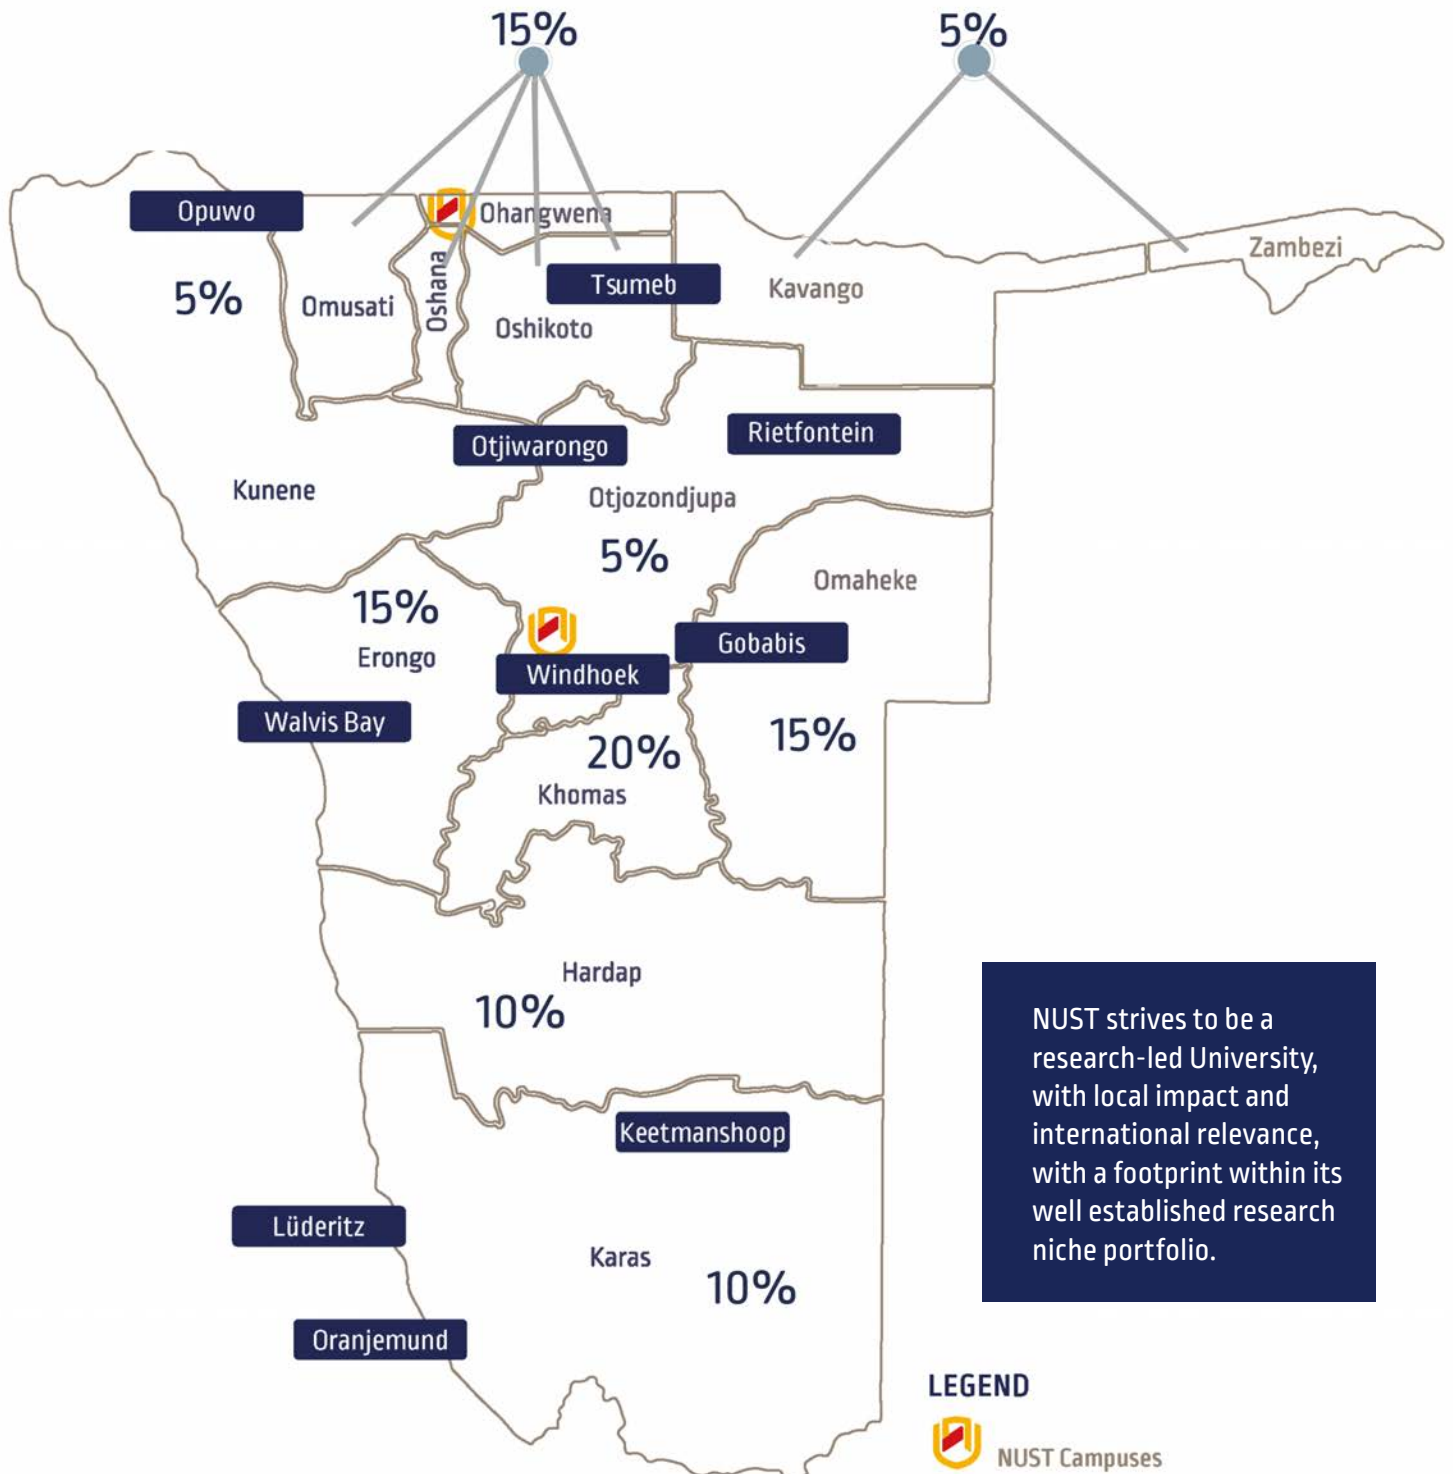 15%
5%
Opuwo
Ohangwena
Zambezi
Tsumeb
Kavango
5%
Omusati
Oshana
Oshikoto
Rietfontein
Otjiwarongo
Kunene
Otjozondjupa
5%
Omaheke
15%
Erongo
Gobabis
Windhoek
Walvis Bay
20%
15%
Khomas
Hardap
10%
NUST strives to be a
research-led University,
with local impact and
international relevance,
with a footprint within its
well established research
niche portfolio.
Keetmanshoop
Lüderitz
Karas
10%
Oranjemund
LEGEND
NUST Campuses